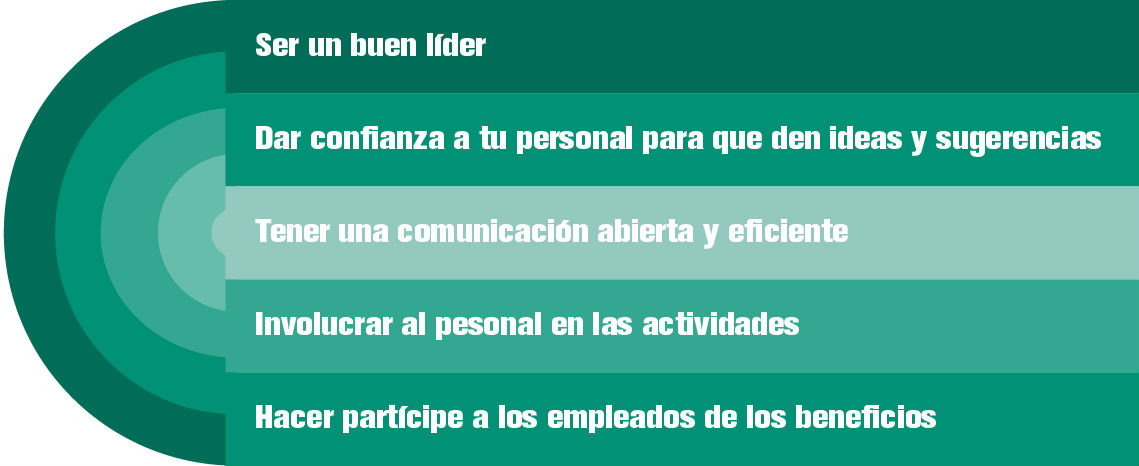 Ser un buen líder
Dar confianza a tu personal para que den ideas y sugerencias
Tener una comunicación abierta y eficiente
Involucrar al pesonal en las actividades
Hacer partícipe a los empleados de los beneficios